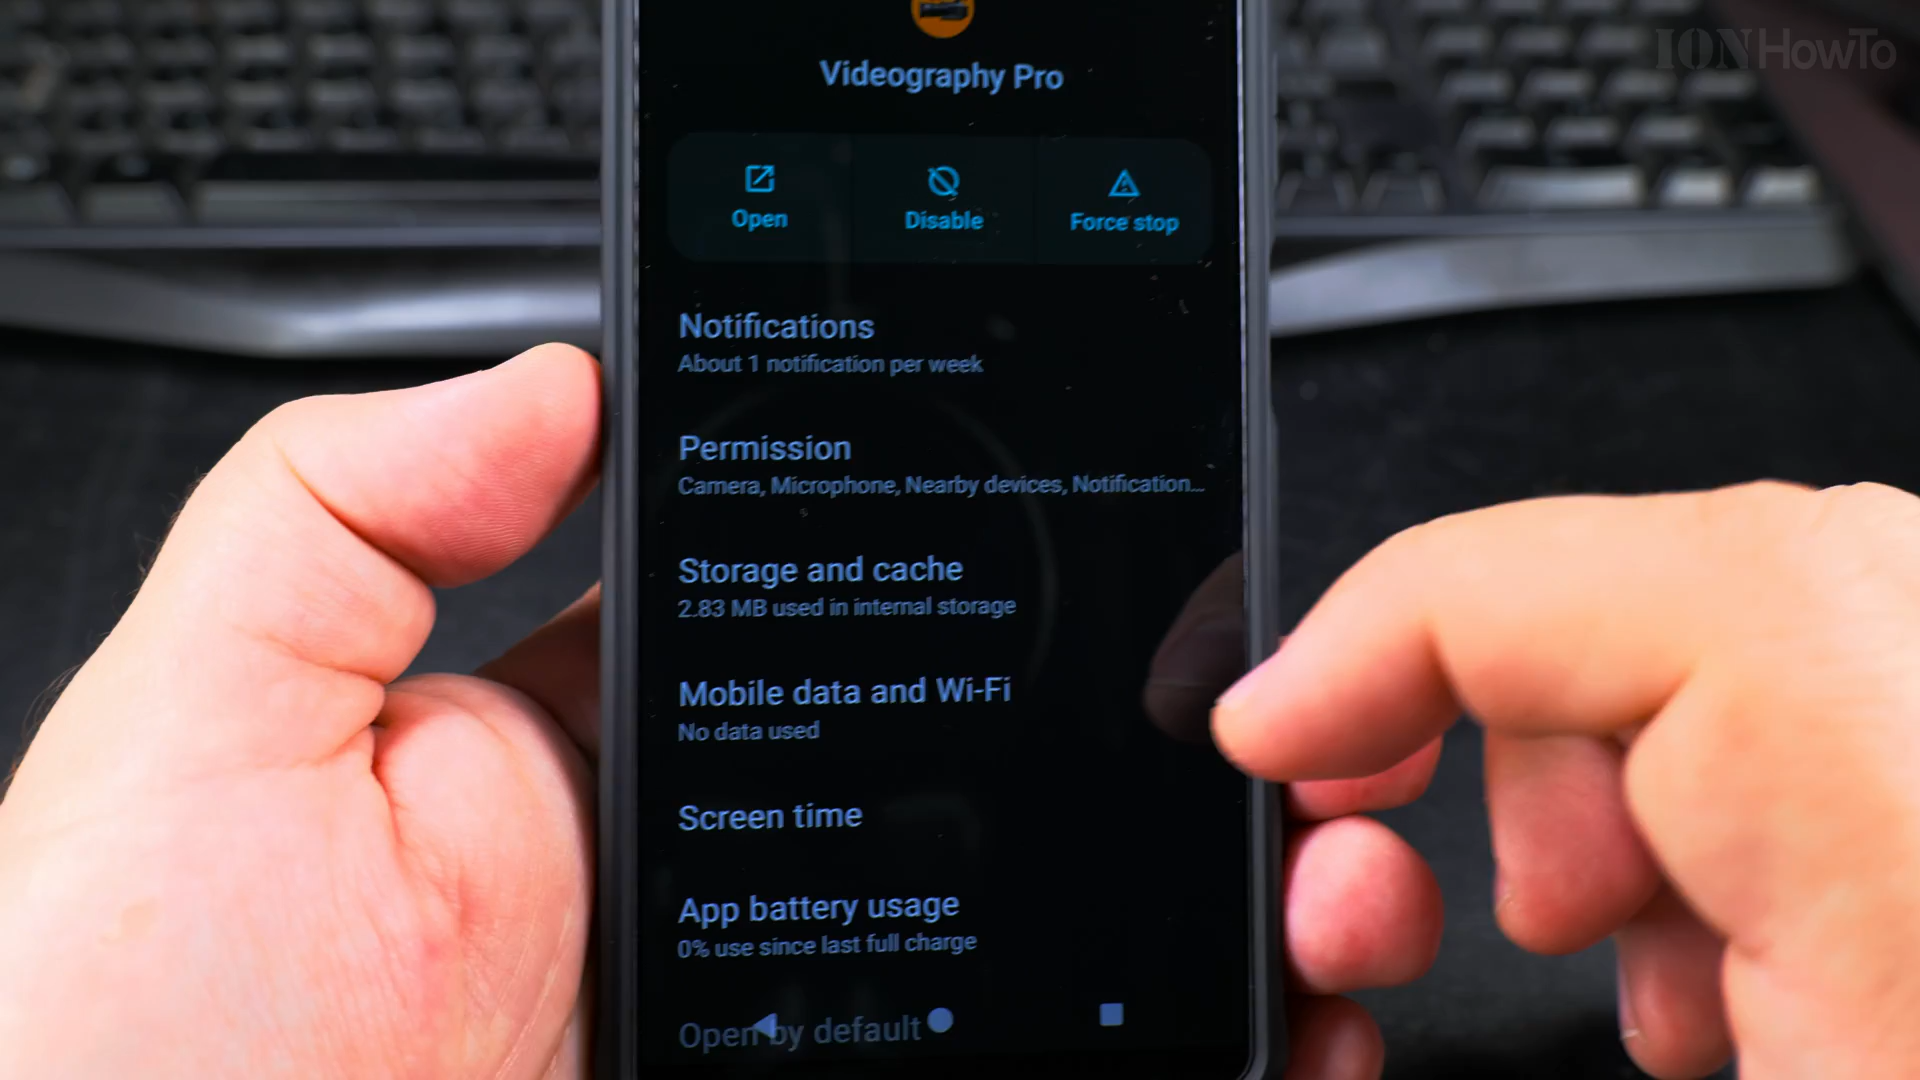 IONHowTo
Videography Pro
Open
Disable
Force stop
Notifications
About 1 notification per week
Permission
Camera, Microphone, Nearby devices, Notification...
Storage and cache
2.83 MB used in internal storage
Mobile data and Wi-Fi
No data used
Screen time
App battery usage
0% use since last full charge
Open by default